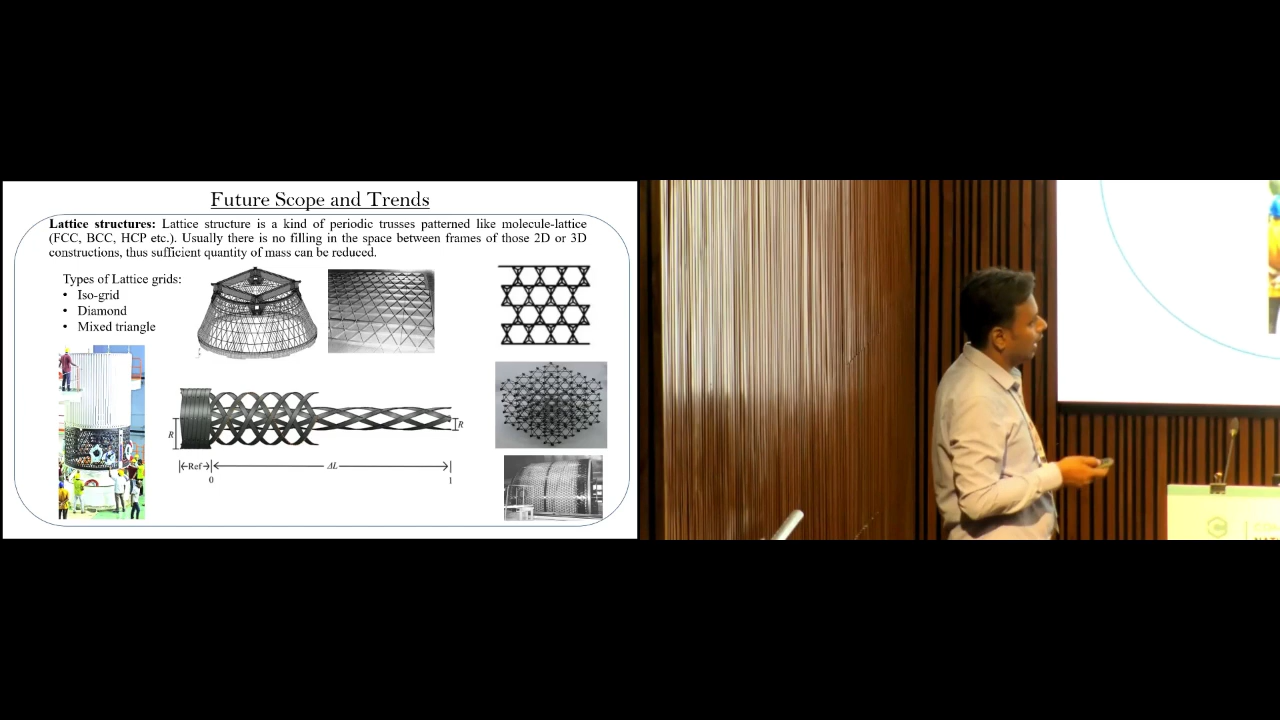 Future Scope and Trends
Lattice structures: Lattice structure is a kind of periodic trusses patterned like molecule-lattice
(FCC, BCC, HCP etc.). Usually there is no filling in the space between frames of those 2D or 3D
constructions, thus sufficient quantity of mass can be reduced.
Types of Lattice grids:
• Iso-grid
• Diamond
• Mixed triangle
R
R
Ref
ΔL
0
1